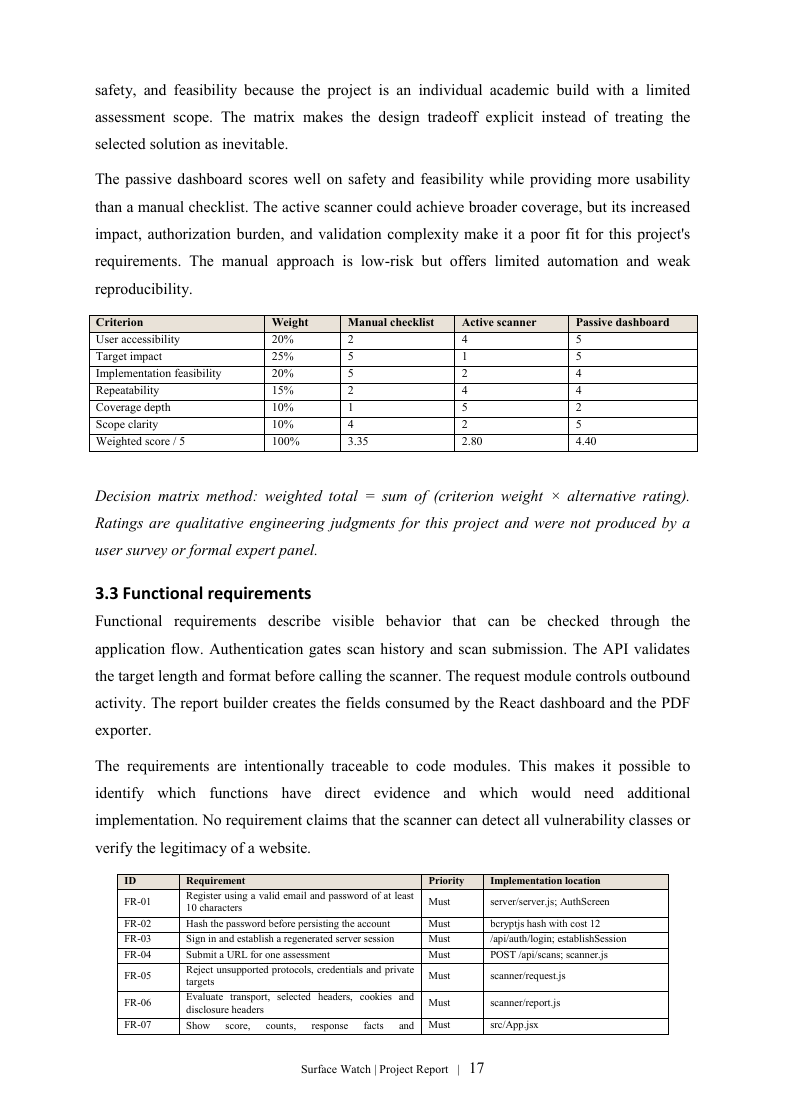 safety, and feasibility because the project is an individual academic build with a limited
assessment scope. The matrix makes the design tradeoff explicit instead of treating the
selected solution as inevitable.
The passive dashboard scores well on safety and feasibility while providing more usability
than a manual checklist. The active scanner could achieve broader coverage, but its increased
impact, authorization burden, and validation complexity make it a poor fit for this project's
requirements. The manual approach is low-risk but offers limited automation and weak
reproducibility.
Criterion Weight Manual checklist Active scanner Passive dashboard
User accessibility 20% 2 4 5
Target impact 25% 5 1 5
Implementation feasibility 20% 5 2 4
Repeatability 15% 2 4 4
Coverage depth 10% 1 5 2
Scope clarity 10% 4 2 5
Weighted score / 5 100% 3.35 2.80 4.40
Decision matrix method: weighted total = sum of (criterion weight × alternative rating).
Ratings are qualitative engineering judgments for this project and were not produced by a
user survey or formal expert panel.
3.3 Functional requirements
Functional requirements describe visible behavior that can be checked through the
application flow. Authentication gates scan history and scan submission. The API validates
the target length and format before calling the scanner. The request module controls outbound
activity. The report builder creates the fields consumed by the React dashboard and the PDF
exporter.
The requirements are intentionally traceable to code modules. This makes it possible to
identify which functions have direct evidence and which would need additional
implementation. No requirement claims that the scanner can detect all vulnerability classes or
verify the legitimacy of a website.
ID Requirement Priority Implementation location
FR-01 Register using a valid email and password of at least
10 characters Must server/server.js; AuthScreen
FR-02 Hash the password before persisting the account Must bcryptjs hash with cost 12
FR-03 Sign in and establish a regenerated server session Must /api/auth/login; establishSession
FR-04 Submit a URL for one assessment Must POST /api/scans; scanner.js
FR-05 Reject unsupported protocols, credentials and private
targets Must scanner/request.js
FR-06 Evaluate transport, selected headers, cookies and
disclosure headers Must scanner/report.js
FR-07 Show score, counts, response facts and Must src/App.jsx
Surface Watch | Project Report | 17